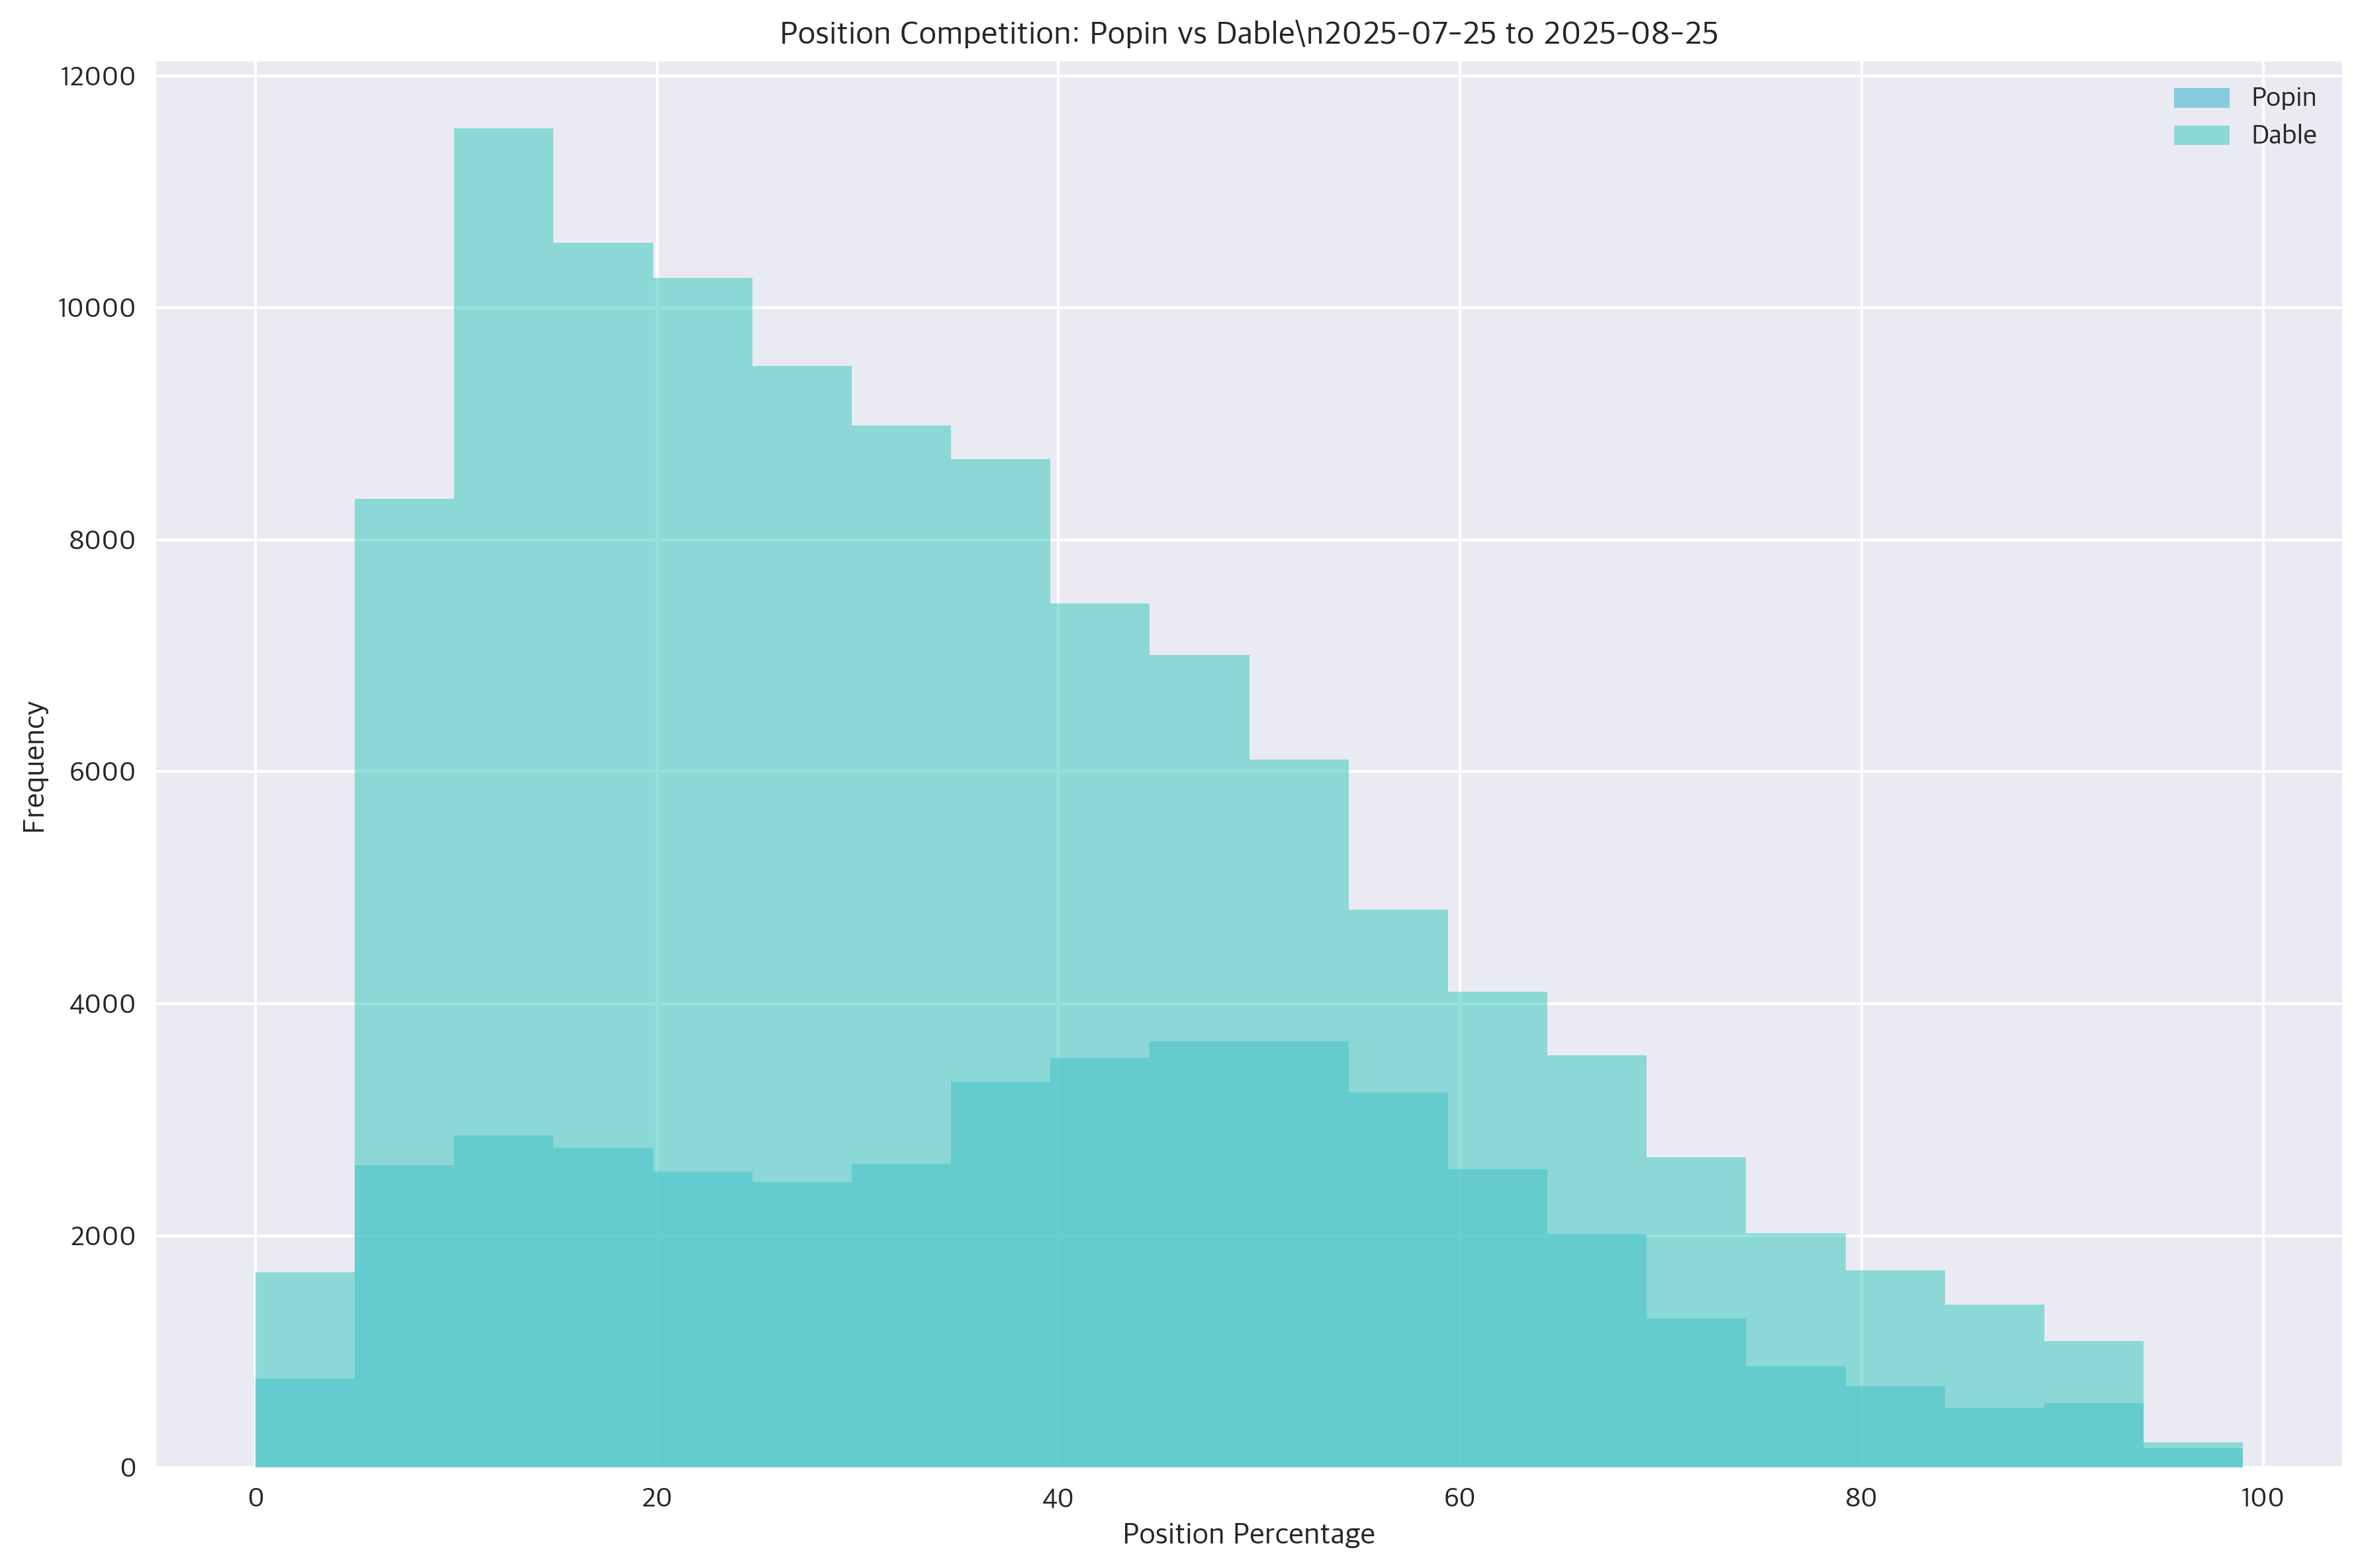 Position Competition: Popin vs Dable\n2025-07-25 to 2025-08-25
Popin
Dable
12000
10000
8000
6000
4000
2000
0
Frequency
0 20 40 60 80 100
Position Percentage